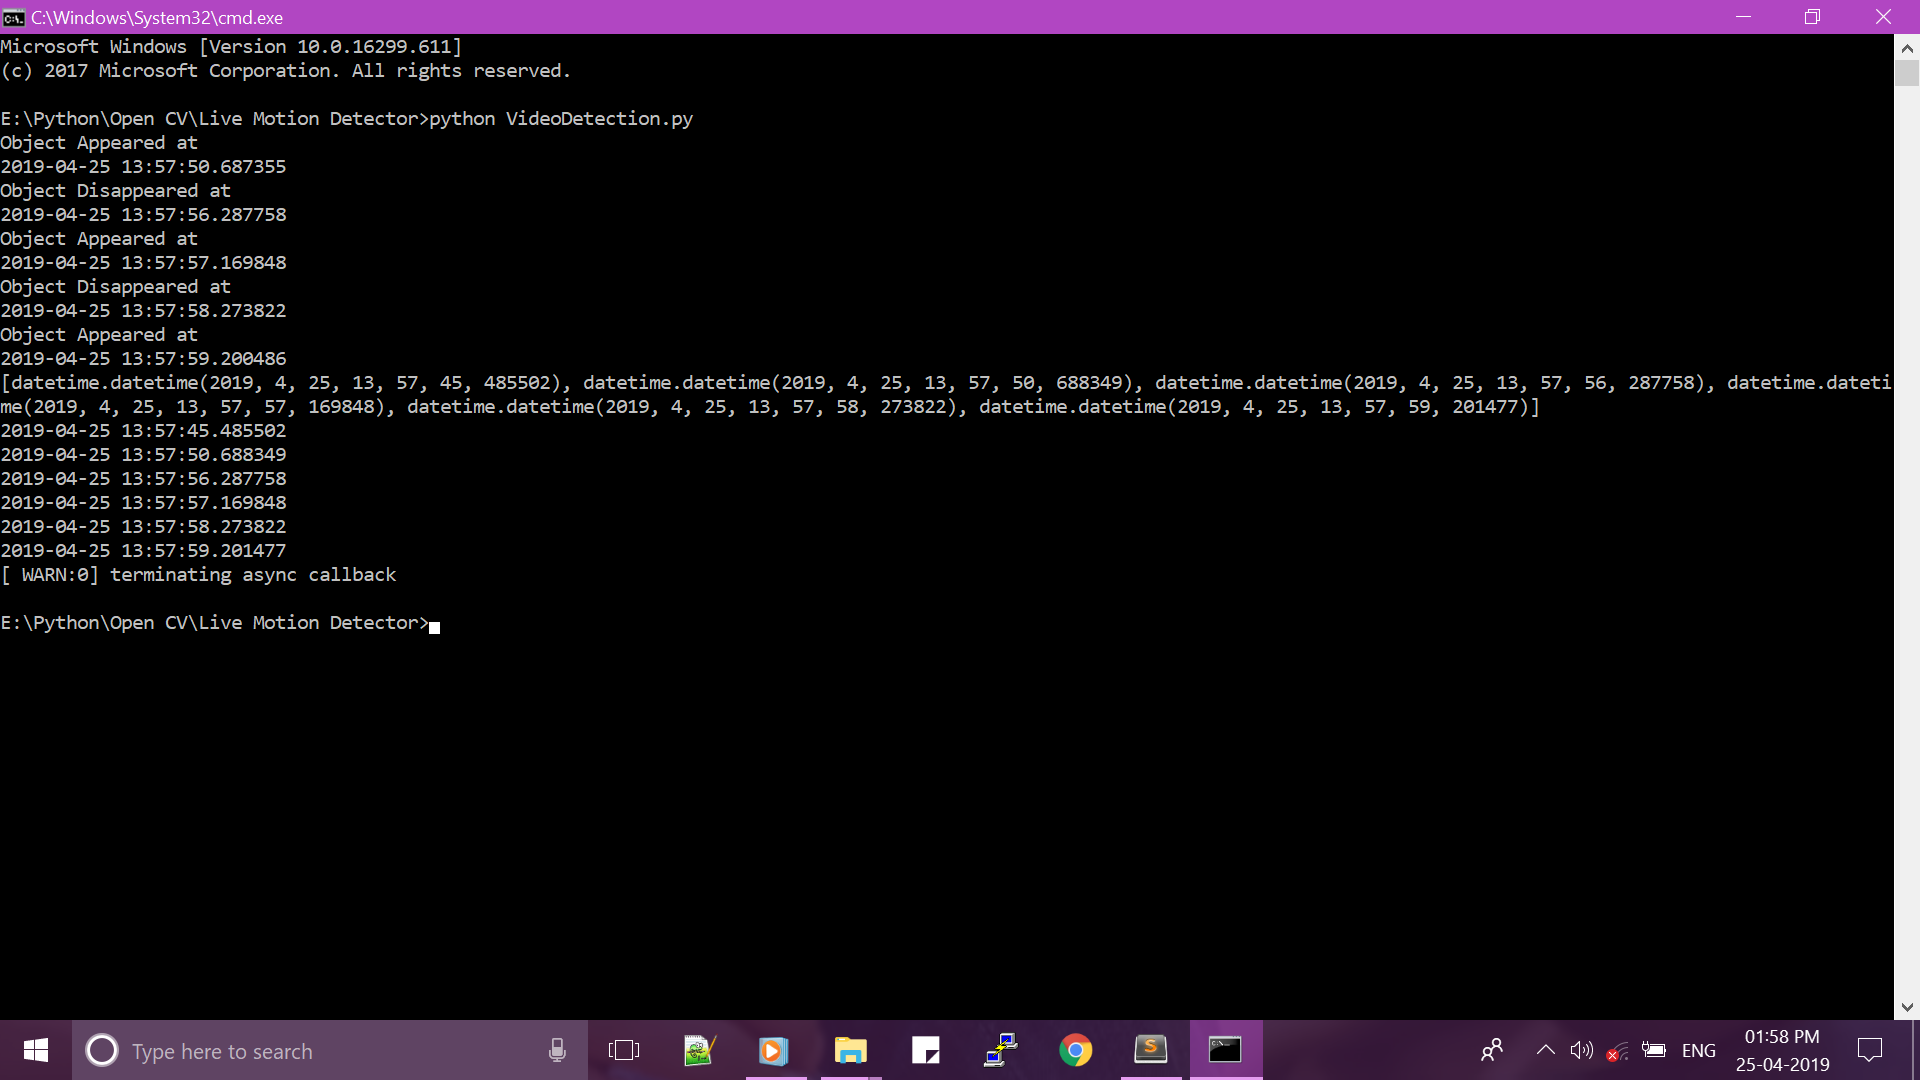 C:\Windows\System32\cmd.exe
Microsoft Windows [Version 10.0.16299.611]
(c) 2017 Microsoft Corporation. All rights reserved.
E:\Python\Open CV\Live Motion Detector>python VideoDetection.py
Object Appeared at
2019-04-25 13:57:50.687355
Object Disappeared at
2019-04-25 13:57:56.287758
Object Appeared at
2019-04-25 13:57:57.169848
Object Disappeared at
2019-04-25 13:57:58.273822
Object Appeared at
2019-04-25 13:57:59.200486
[datetime.datetime(2019, 4, 25, 13, 57, 45, 485502), datetime.datetime(2019, 4, 25, 13, 57, 50, 688349), datetime.datetime(2019, 4, 25, 13, 57, 56, 287758), datetime.dateti
me(2019, 4, 25, 13, 57, 57, 169848), datetime.datetime(2019, 4, 25, 13, 57, 58, 273822), datetime.datetime(2019, 4, 25, 13, 57, 59, 201477)]
2019-04-25 13:57:45.485502
2019-04-25 13:57:50.688349
2019-04-25 13:57:56.287758
2019-04-25 13:57:57.169848
2019-04-25 13:57:58.273822
2019-04-25 13:57:59.201477
[ WARN:0] terminating async callback
E:\Python\Open CV\Live Motion Detector>
Type here to search
ENG
01:58 PM
25-04-2019